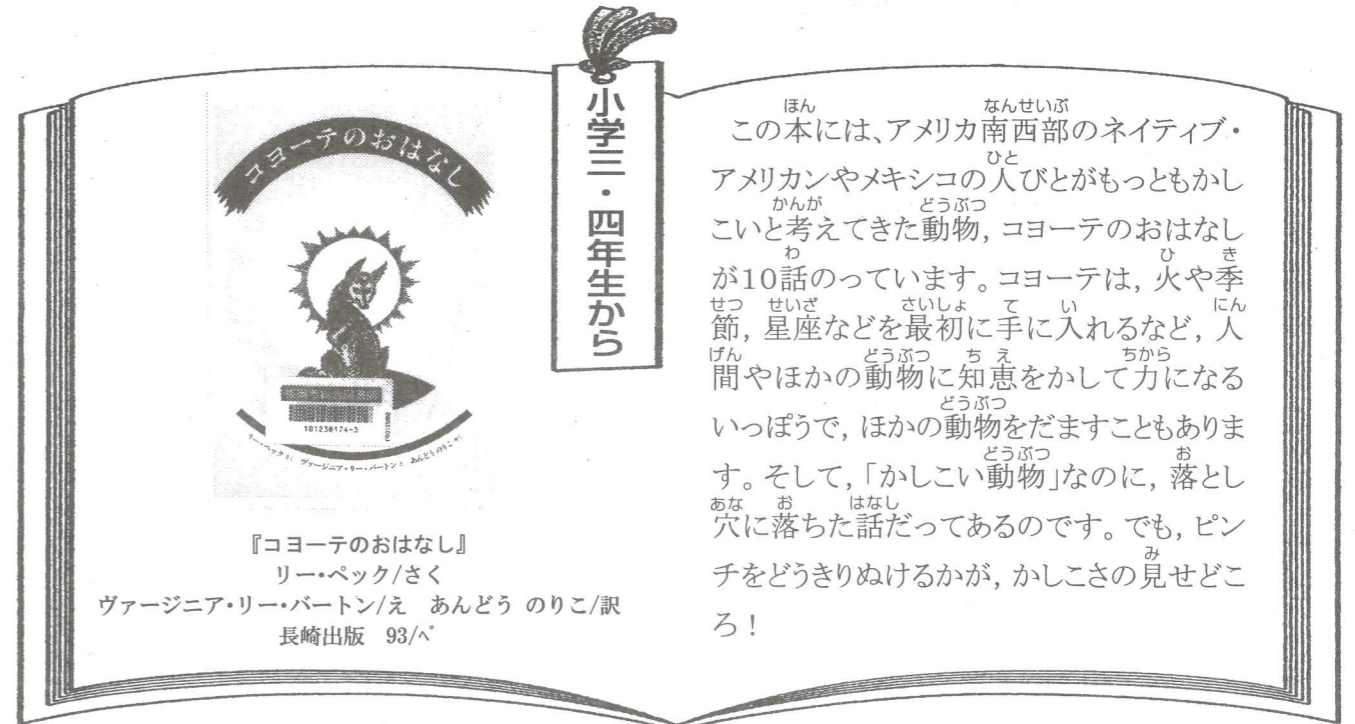 コヨーテのおはなし
101230174-3
リー・ペック さく ヴァージニア・リー・バートン え あんどうのりこ 訳
『コヨーテのおはなし』
リー・ペック/さく
ヴァージニア・リー・バートン/え　あんどう のりこ/訳
長崎出版　93/ペ
小学三・四年生から
この本には、アメリカ南西部のネイティブ・
アメリカンやメキシコの人びとがもっともかし
こいと考えてきた動物，コヨーテのおはなし
が10話のっています。コヨーテは，火や季
節，星座などを最初に手に入れるなど，人
間やほかの動物に知恵をかして力になる
いっぽうで，ほかの動物をだますこともありま
す。そして，「かしこい動物」なのに，落とし
穴に落ちた話だってあるのです。でも，ピン
チをどうきりぬけるかが，かしこさの見せどこ
ろ！